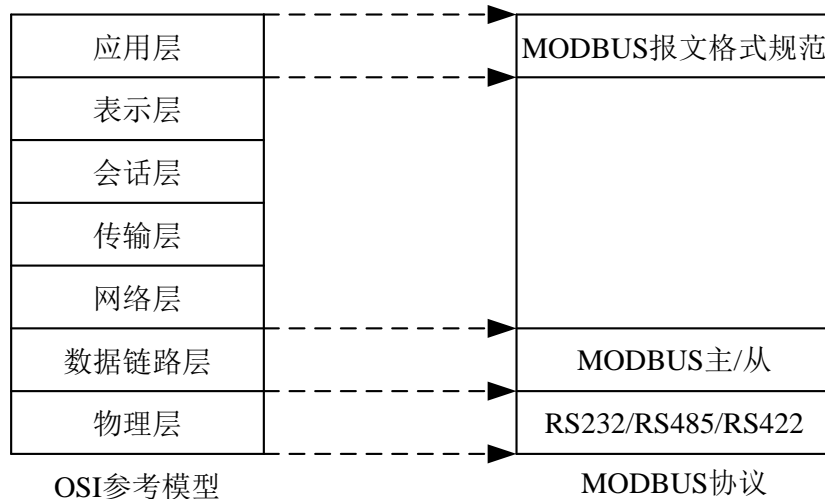 应用层
MODBUS报文格式规范
表示层
会话层
传输层
网络层
数据链路层
MODBUS主/从
物理层
RS232/RS485/RS422
OSI参考模型
MODBUS协议